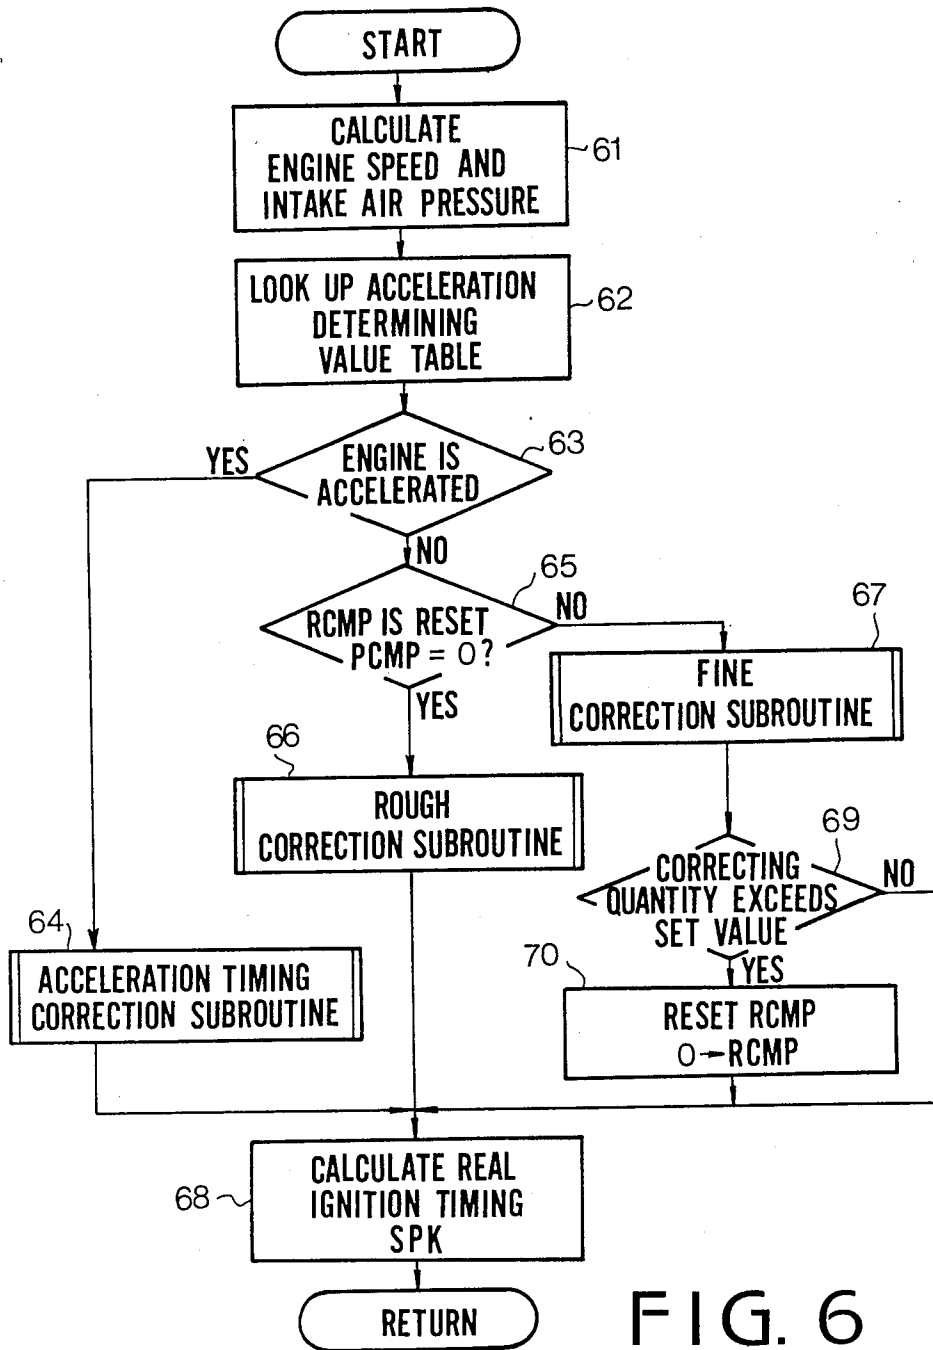 START
CALCULATE
ENGINE SPEED AND
INTAKE AIR PRESSURE
61
LOOK UP ACCELERATION
DETERMINING
VALUE TABLE
62
YES
ENGINE IS
ACCELERATED
63
NO
RCMP IS RESET
PCMP = 0?
65
NO
YES
67
FINE
CORRECTION SUBROUTINE
66
ROUGH
CORRECTION SUBROUTINE
69
CORRECTING
QUANTITY EXCEEDS
SET VALUE
NO
YES
64
ACCELERATION TIMING
CORRECTION SUBROUTINE
70
RESET RCMP
0→RCMP
68
CALCULATE REAL
IGNITION TIMING
SPK
RETURN
FIG. 6